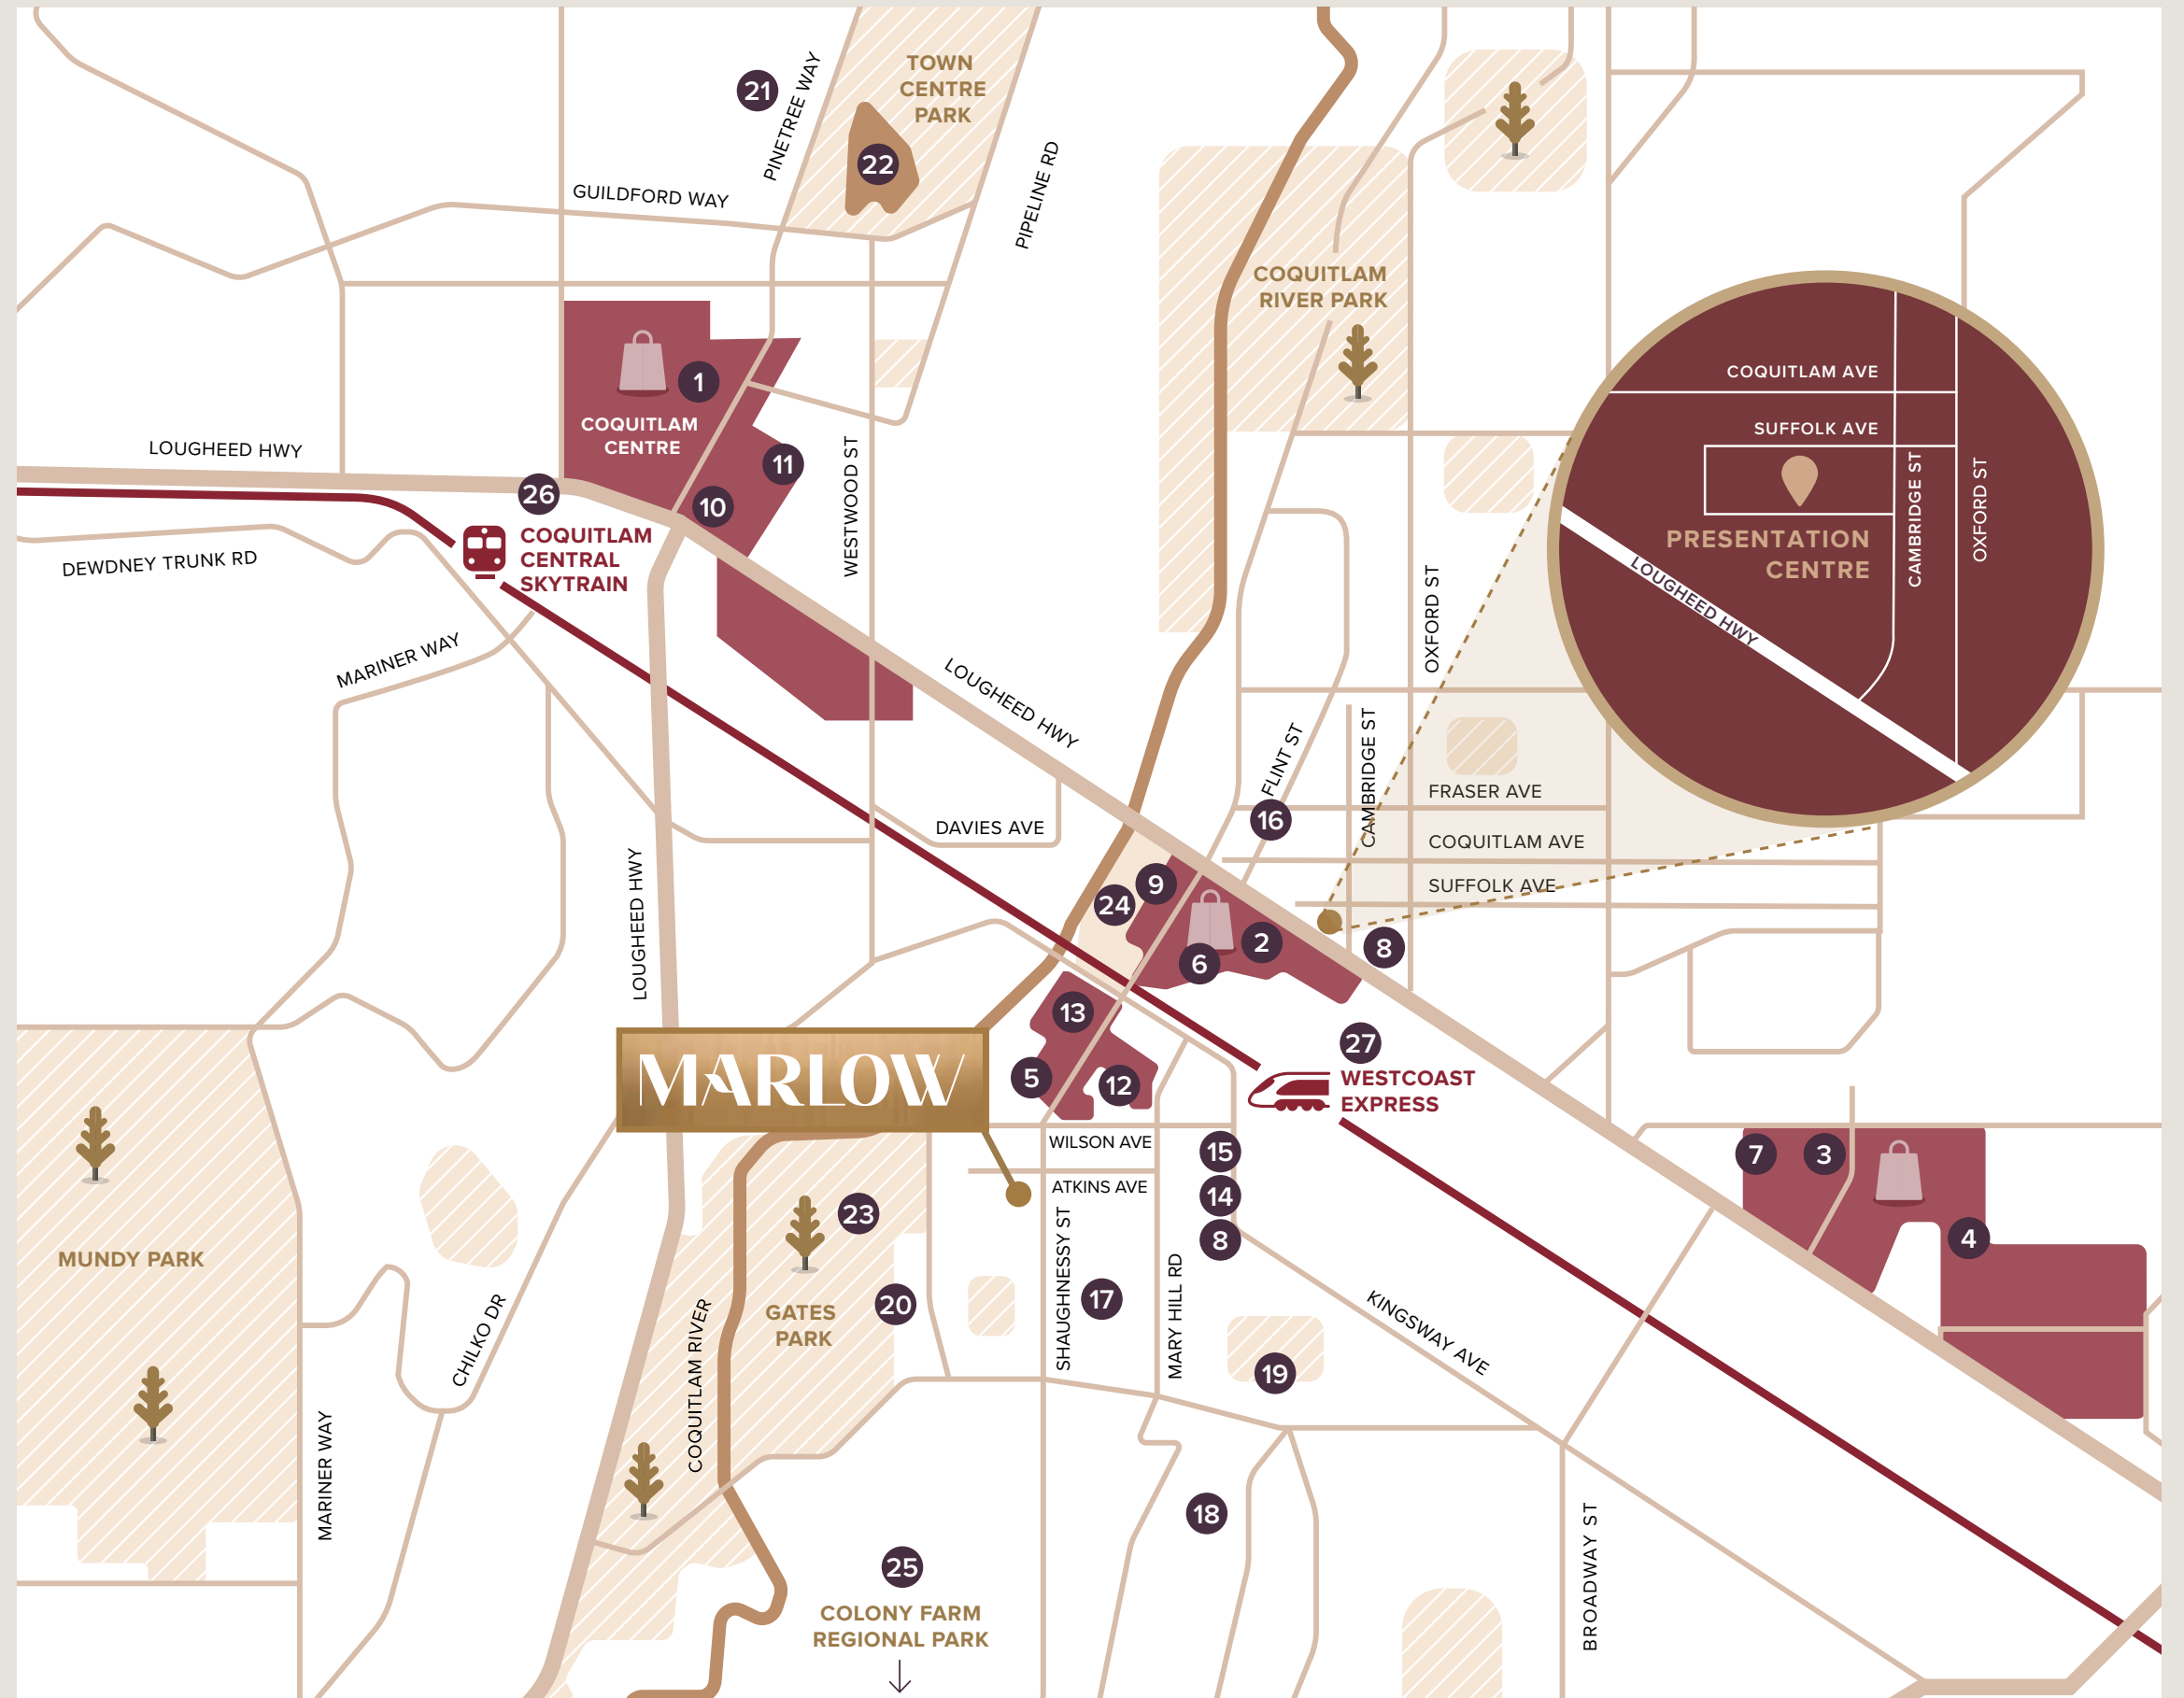 TOWN
CENTRE
PARK
21
PINETREE WAY
22
PIPELINE RD
GUILDFORD WAY
COQUITLAM
RIVER PARK
1
COQUITLAM
CENTRE
LOUGHEED HWY
11
10
26
WESTWOOD ST
COQUITLAM
CENTRAL
SKYTRAIN
DEWDNEY TRUNK RD
MARINER WAY
LOUGHEED HWY
OXFORD ST
COQUITLAM AVE
SUFFOLK AVE
CAMBRIDGE ST
OXFORD ST
PRESENTATION
CENTRE
LOUGHEED HWY
FLINT ST
CAMBRIDGE ST
FRASER AVE
16
DAVIES AVE
COQUITLAM AVE
SUFFOLK AVE
LOUGHEED HWY
9
24
2
6
8
13
5
12
27
WESTCOAST
EXPRESS
MARLOW
WILSON AVE
ATKINS AVE
15
14
8
7
3
4
MUNDY PARK
23
GATES
PARK
20
SHAUGHNESSY ST
17
MARY HILL RD
CHILKO DR
COQUITLAM RIVER
19
KINGSWAY AVE
MARINER WAY
18
BROADWAY ST
25
COLONY FARM
REGIONAL PARK